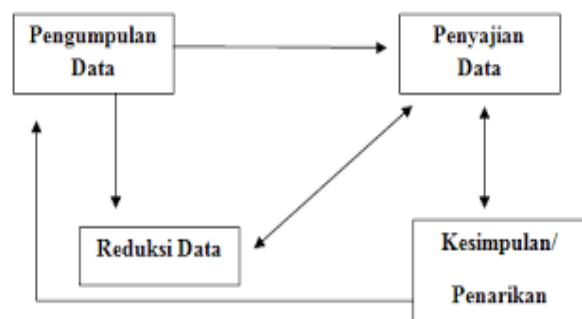 Pengumpulan
Data
Penyajian
Data
Reduksi Data
Kesimpulan/
Penarikan